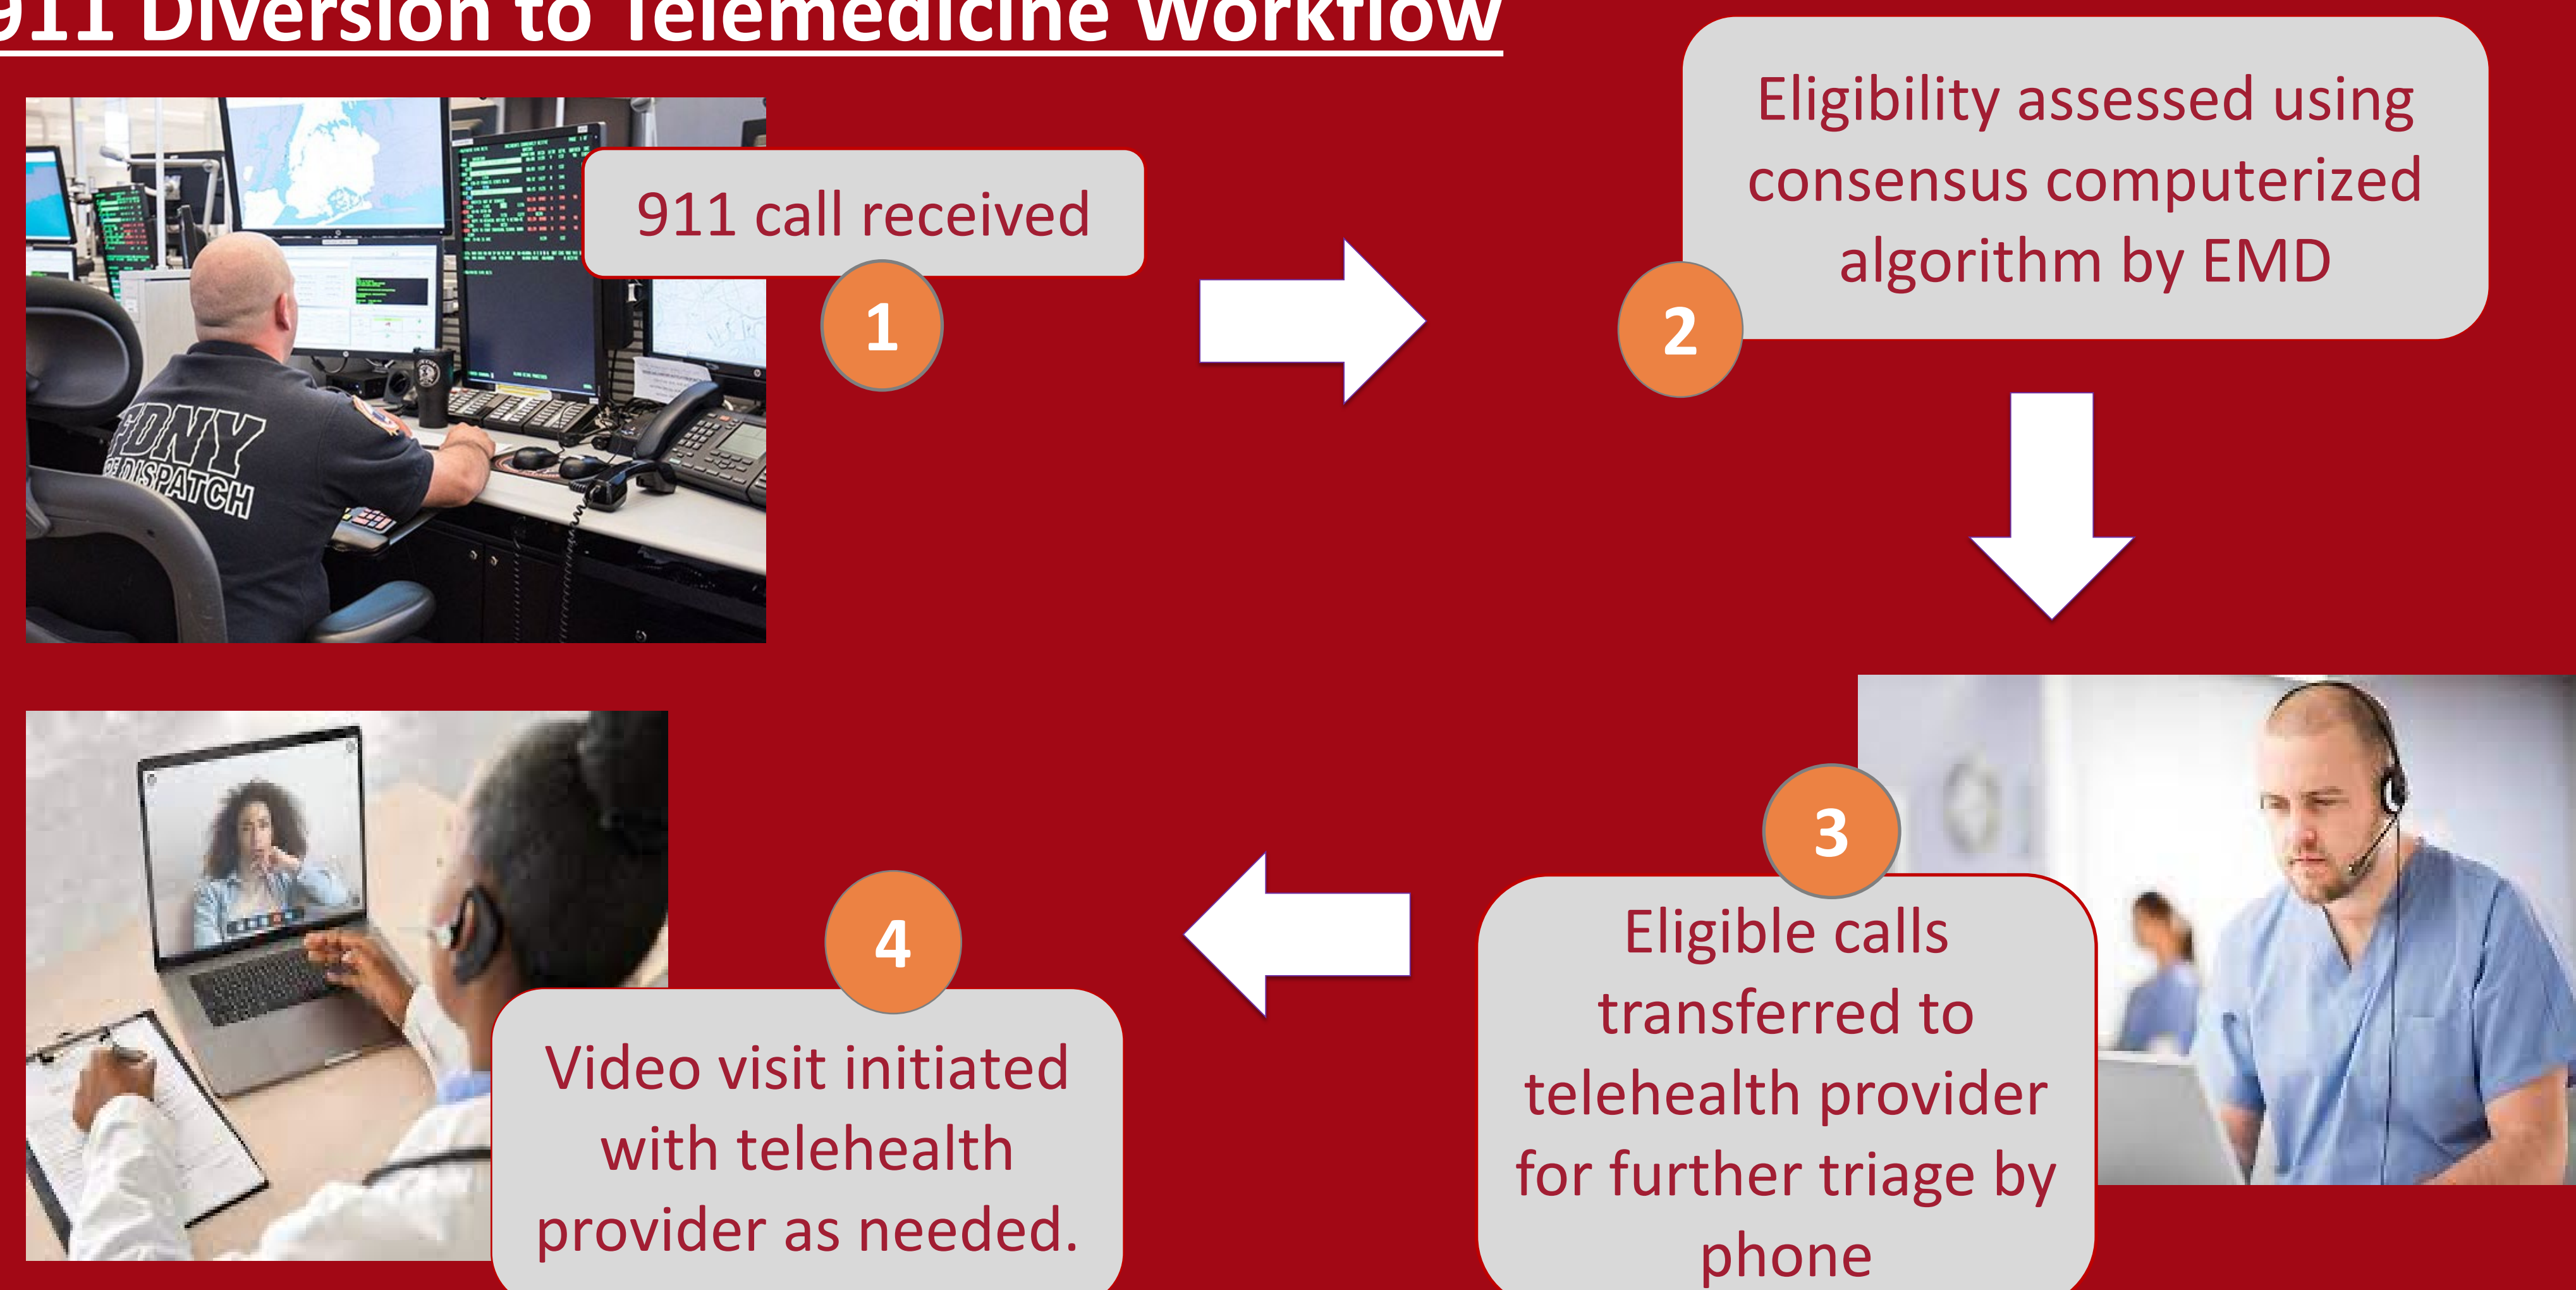 911 Diversion to Telemedicine Workflow
911 call received
1
Eligibility assessed using
consensus computerized
algorithm by EMD
2
FDNY
DISPATCH
3
Eligible calls
transferred to
telehealth provider
for further triage by
phone
4
Video visit initiated
with telehealth
provider as needed.